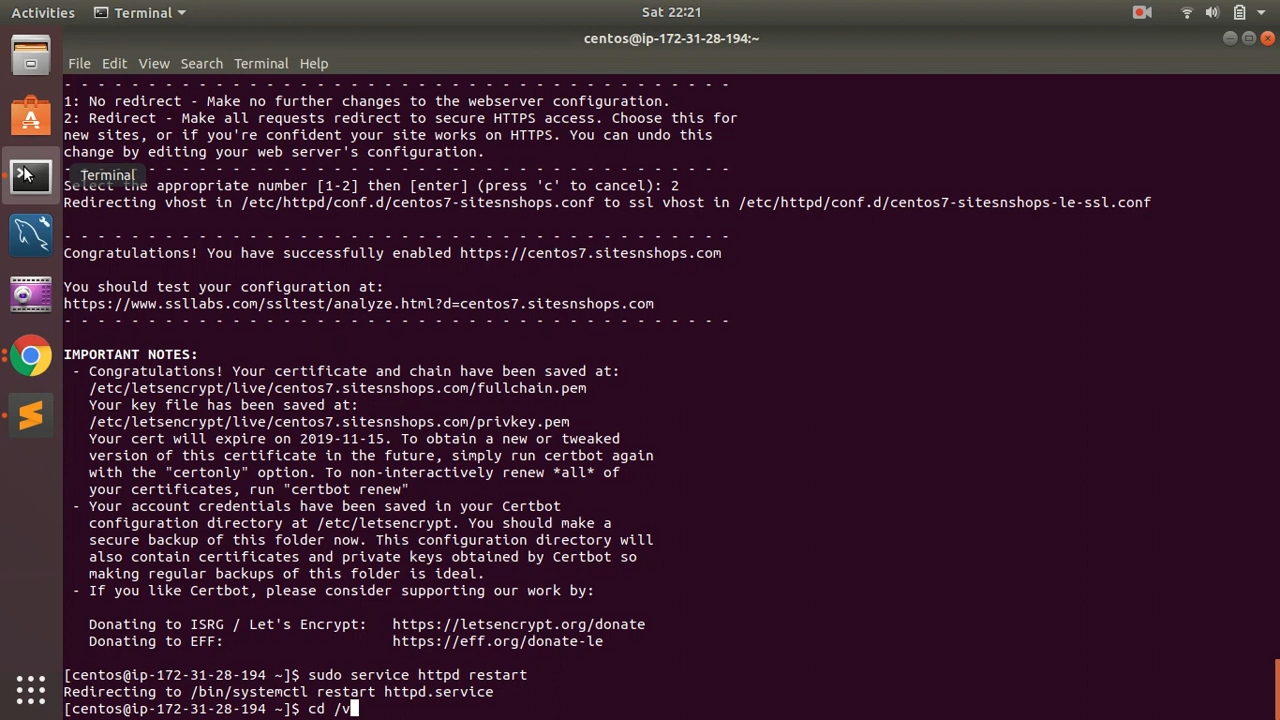 Activities Terminal Sat 22:21
centos@ip-172-31-28-194:~
File Edit View Search Terminal Help
- - - - - - - - - - - - - - - - - - - - - - - - - - - - - - - - - - - - - - - -
1: No redirect - Make no further changes to the webserver configuration.
2: Redirect - Make all requests redirect to secure HTTPS access. Choose this for
new sites, or if you're confident your site works on HTTPS. You can undo this
change by editing your web server's configuration.
- - - - - - - - - - - - - - - - - - - - - - - - - - - - - - - - - - - - - - - -
Terminal
Select the appropriate number [1-2] then [enter] (press 'c' to cancel): 2
Redirecting vhost in /etc/httpd/conf.d/centos7-sitesnshops.conf to ssl vhost in /etc/httpd/conf.d/centos7-sitesnshops-le-ssl.conf
- - - - - - - - - - - - - - - - - - - - - - - - - - - - - - - - - - - - - - - -
Congratulations! You have successfully enabled https://centos7.sitesnshops.com
You should test your configuration at:
https://www.ssllabs.com/ssltest/analyze.html?d=centos7.sitesnshops.com
- - - - - - - - - - - - - - - - - - - - - - - - - - - - - - - - - - - - - - - -
IMPORTANT NOTES:
- Congratulations! Your certificate and chain have been saved at:
/etc/letsencrypt/live/centos7.sitesnshops.com/fullchain.pem
Your key file has been saved at:
/etc/letsencrypt/live/centos7.sitesnshops.com/privkey.pem
Your cert will expire on 2019-11-15. To obtain a new or tweaked
version of this certificate in the future, simply run certbot again
with the "certonly" option. To non-interactively renew *all* of
your certificates, run "certbot renew"
- Your account credentials have been saved in your Certbot
configuration directory at /etc/letsencrypt. You should make a
secure backup of this folder now. This configuration directory will
also contain certificates and private keys obtained by Certbot so
making regular backups of this folder is ideal.
- If you like Certbot, please consider supporting our work by:
Donating to ISRG / Let's Encrypt: https://letsencrypt.org/donate
Donating to EFF: https://eff.org/donate-le
[centos@ip-172-31-28-194 ~]$ sudo service httpd restart
Redirecting to /bin/systemctl restart httpd.service
[centos@ip-172-31-28-194 ~]$ cd /v